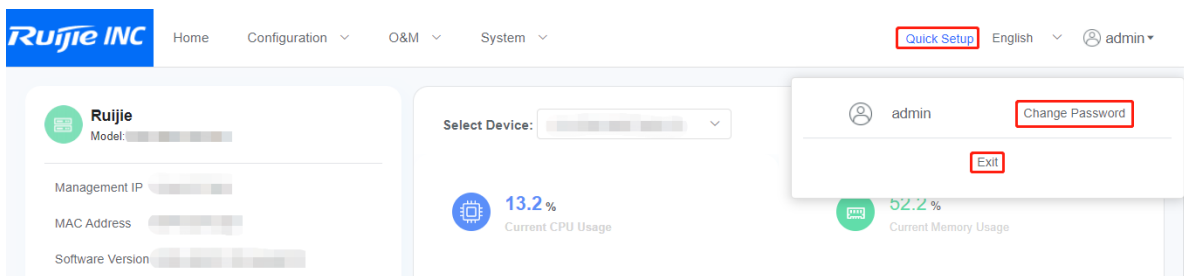 Ruijie INC Home Configuration O&M System Quick Setup English admin
Ruijie
Model:
Select Device:
admin Change Password
Exit
Management IP
MAC Address
Software Version
13.2 %
Current CPU Usage
52.2 %
Current Memory Usage